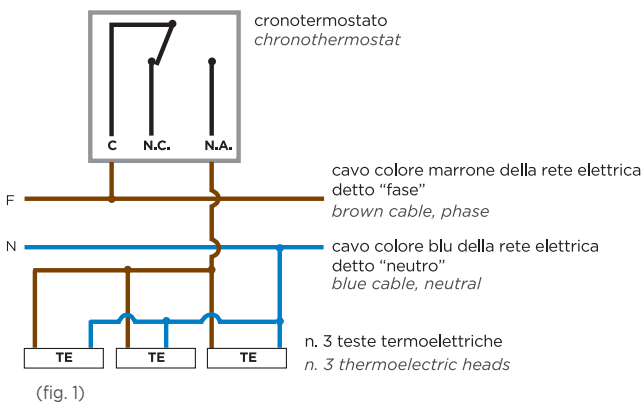 cronotermostato
chronothermostat
C N.C. N.A.
cavo colore marrone della rete elettrica
detto “fase”
F
brown cable, phase
N
cavo colore blu della rete elettrica
detto “neutro”
blue cable, neutral
n. 3 teste termoelettriche
TE TE TE
n. 3 thermoelectric heads
(fig. 1)